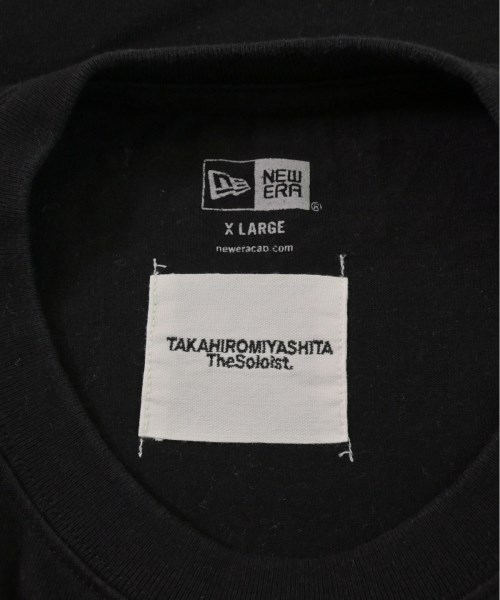 NEW
ERA®
X LARGE
neweracap.com
TAKAHIROMIYASHITA
TheSoloist.